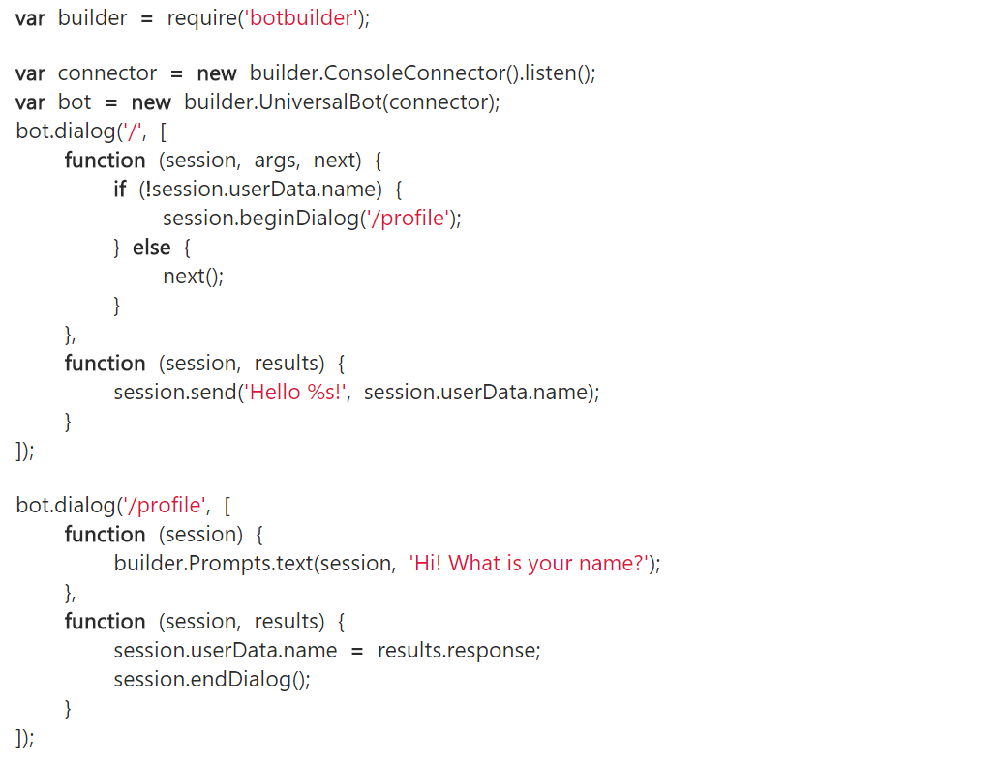 var builder = require('botbuilder');

var connector = new builder.ConsoleConnector().listen();
var bot = new builder.UniversalBot(connector);
bot.dialog('/', [
    function (session, args, next) {
        if (!session.userData.name) {
            session.beginDialog('/profile');
        } else {
            next();
        }
    },
    function (session, results) {
        session.send('Hello %s!', session.userData.name);
    }
]);

bot.dialog('/profile', [
    function (session) {
        builder.Prompts.text(session, 'Hi! What is your name?');
    },
    function (session, results) {
        session.userData.name = results.response;
        session.endDialog();
    }
]);